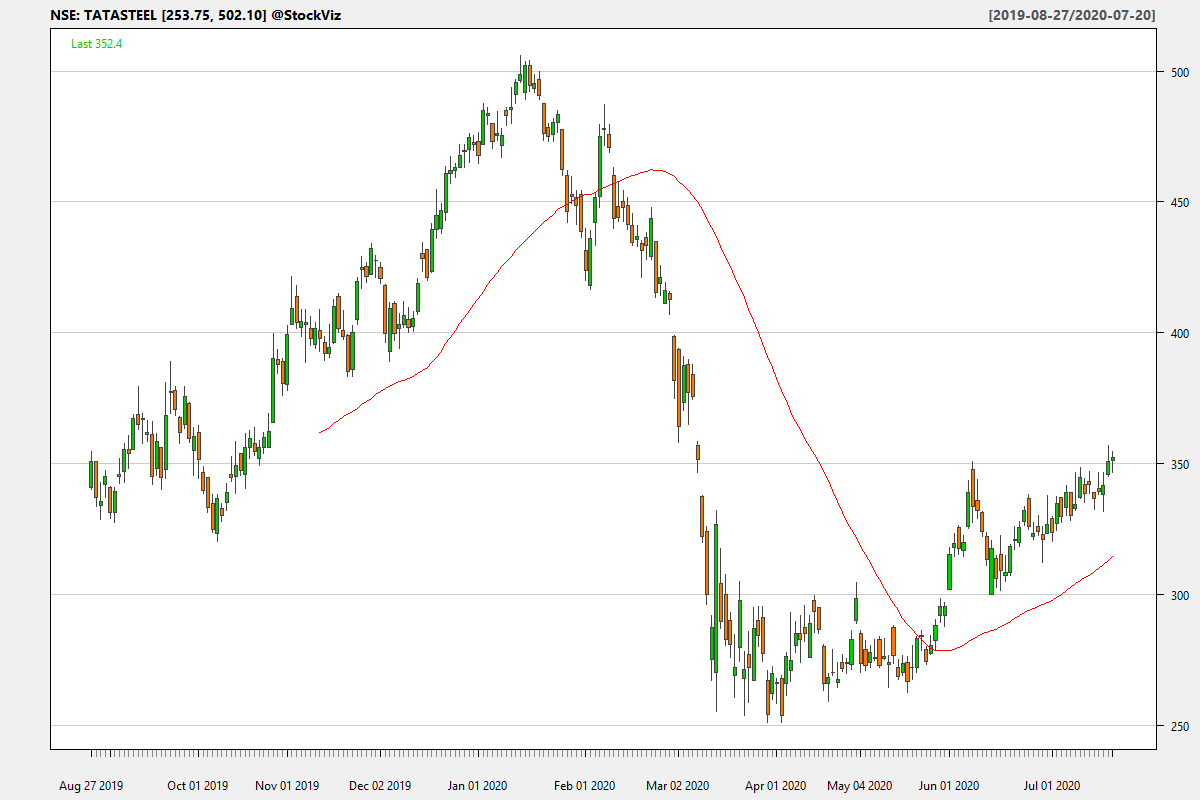 NSE: TATASTEEL [253.75, 502.10] @StockViz [2019-08-27/2020-07-20]
Last 352.4
500
450
400
350
300
250
Aug 27 2019 Oct 01 2019 Nov 01 2019 Dec 02 2019 Jan 01 2020 Feb 01 2020 Mar 02 2020 Apr 01 2020 May 04 2020 Jun 01 2020 Jul 01 2020